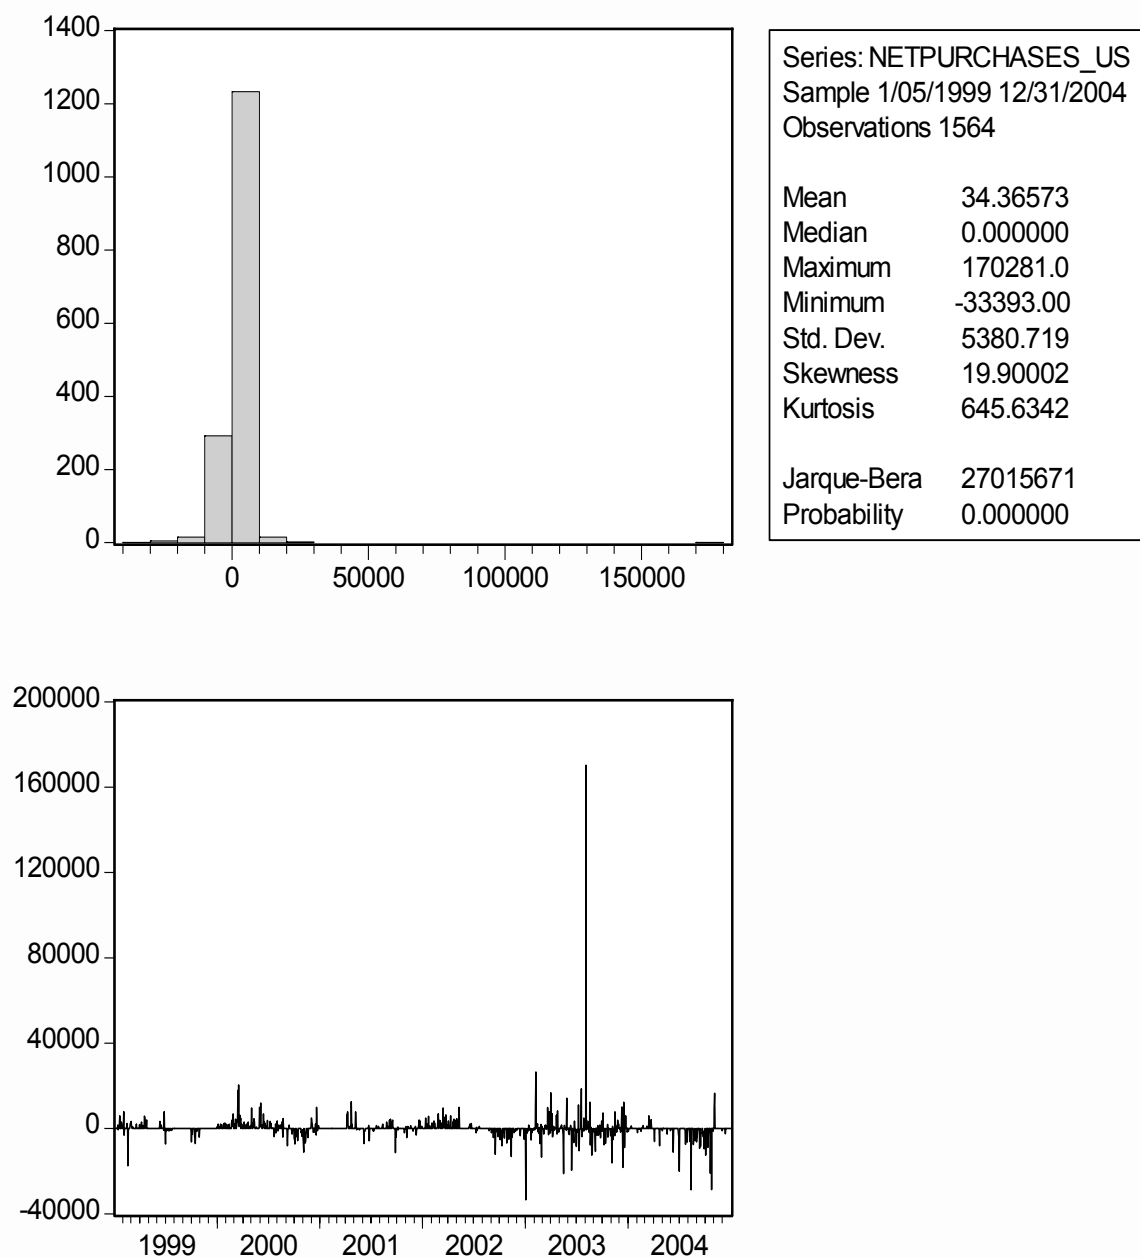 1400
1200
1000
800
600
400
200
0
0 50000 100000 150000
Series: NETPURCHASES_US
Sample 1/05/1999 12/31/2004
Observations 1564
Mean 34.36573
Median 0.000000
Maximum 170281.0
Minimum -33393.00
Std. Dev. 5380.719
Skewness 19.90002
Kurtosis 645.6342
Jarque-Bera 27015671
Probability 0.000000
200000
160000
120000
80000
40000
0
-40000
1999 2000 2001 2002 2003 2004